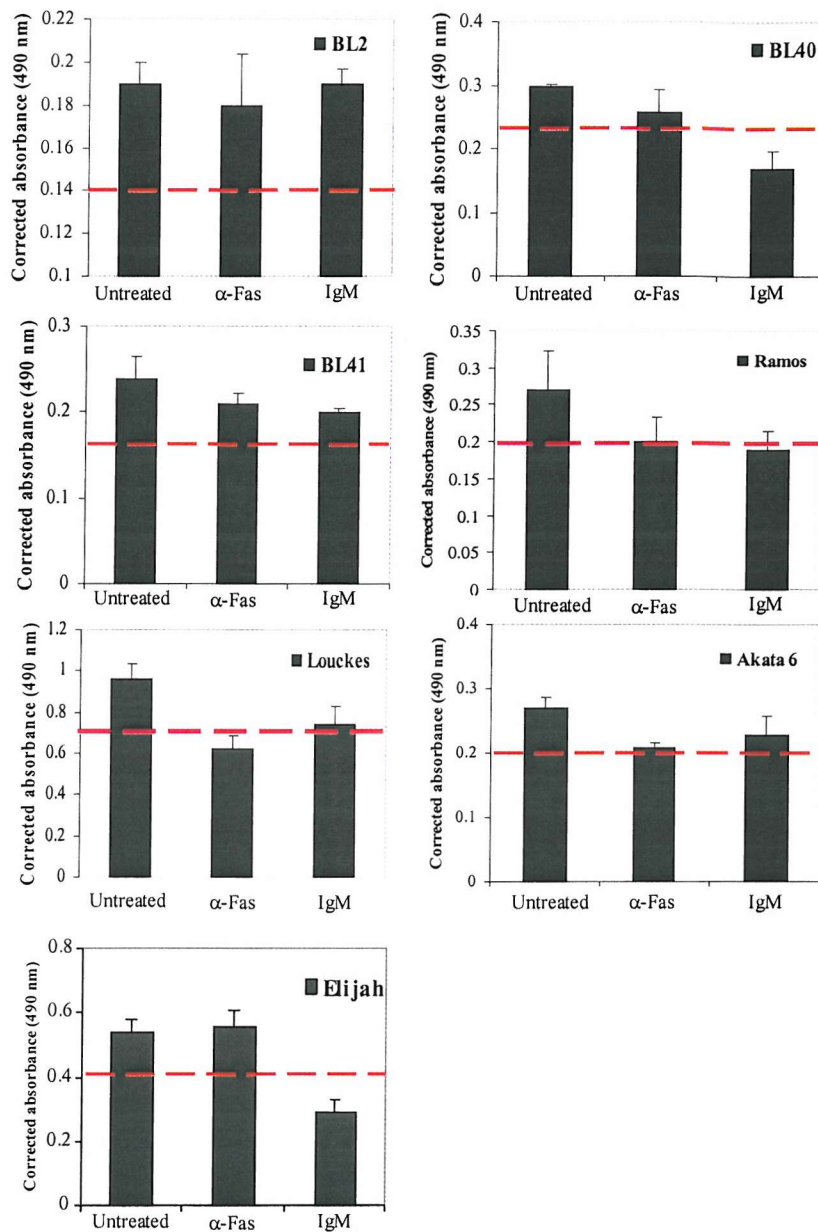 Corrected absorbance (490 nm)
0.22
0.2
0.18
0.16
0.14
0.12
0.1
BL2
Untreated α-Fas IgM
Corrected absorbance (490 nm)
0.4
0.3
0.2
0.1
0
BL40
Untreated α-Fas IgM
Corrected absorbance (490 nm)
0.3
0.2
0.1
0
BL41
Untreated α-Fas IgM
Corrected absorbance (490 nm)
0.35
0.3
0.25
0.2
0.15
0.1
0.05
0
Ramos
Untreated α-Fas IgM
Corrected absorbance (490 nm)
1.2
1
0.8
0.6
0.4
0.2
0
Louckes
Untreated α-Fas IgM
Corrected absorbance (490 nm)
0.4
0.3
0.2
0.1
0
Akata 6
Untreated α-Fas IgM
Corrected absorbance (490 nm)
0.8
0.6
0.4
0.2
0
Elijah
Untreated α-Fas IgM